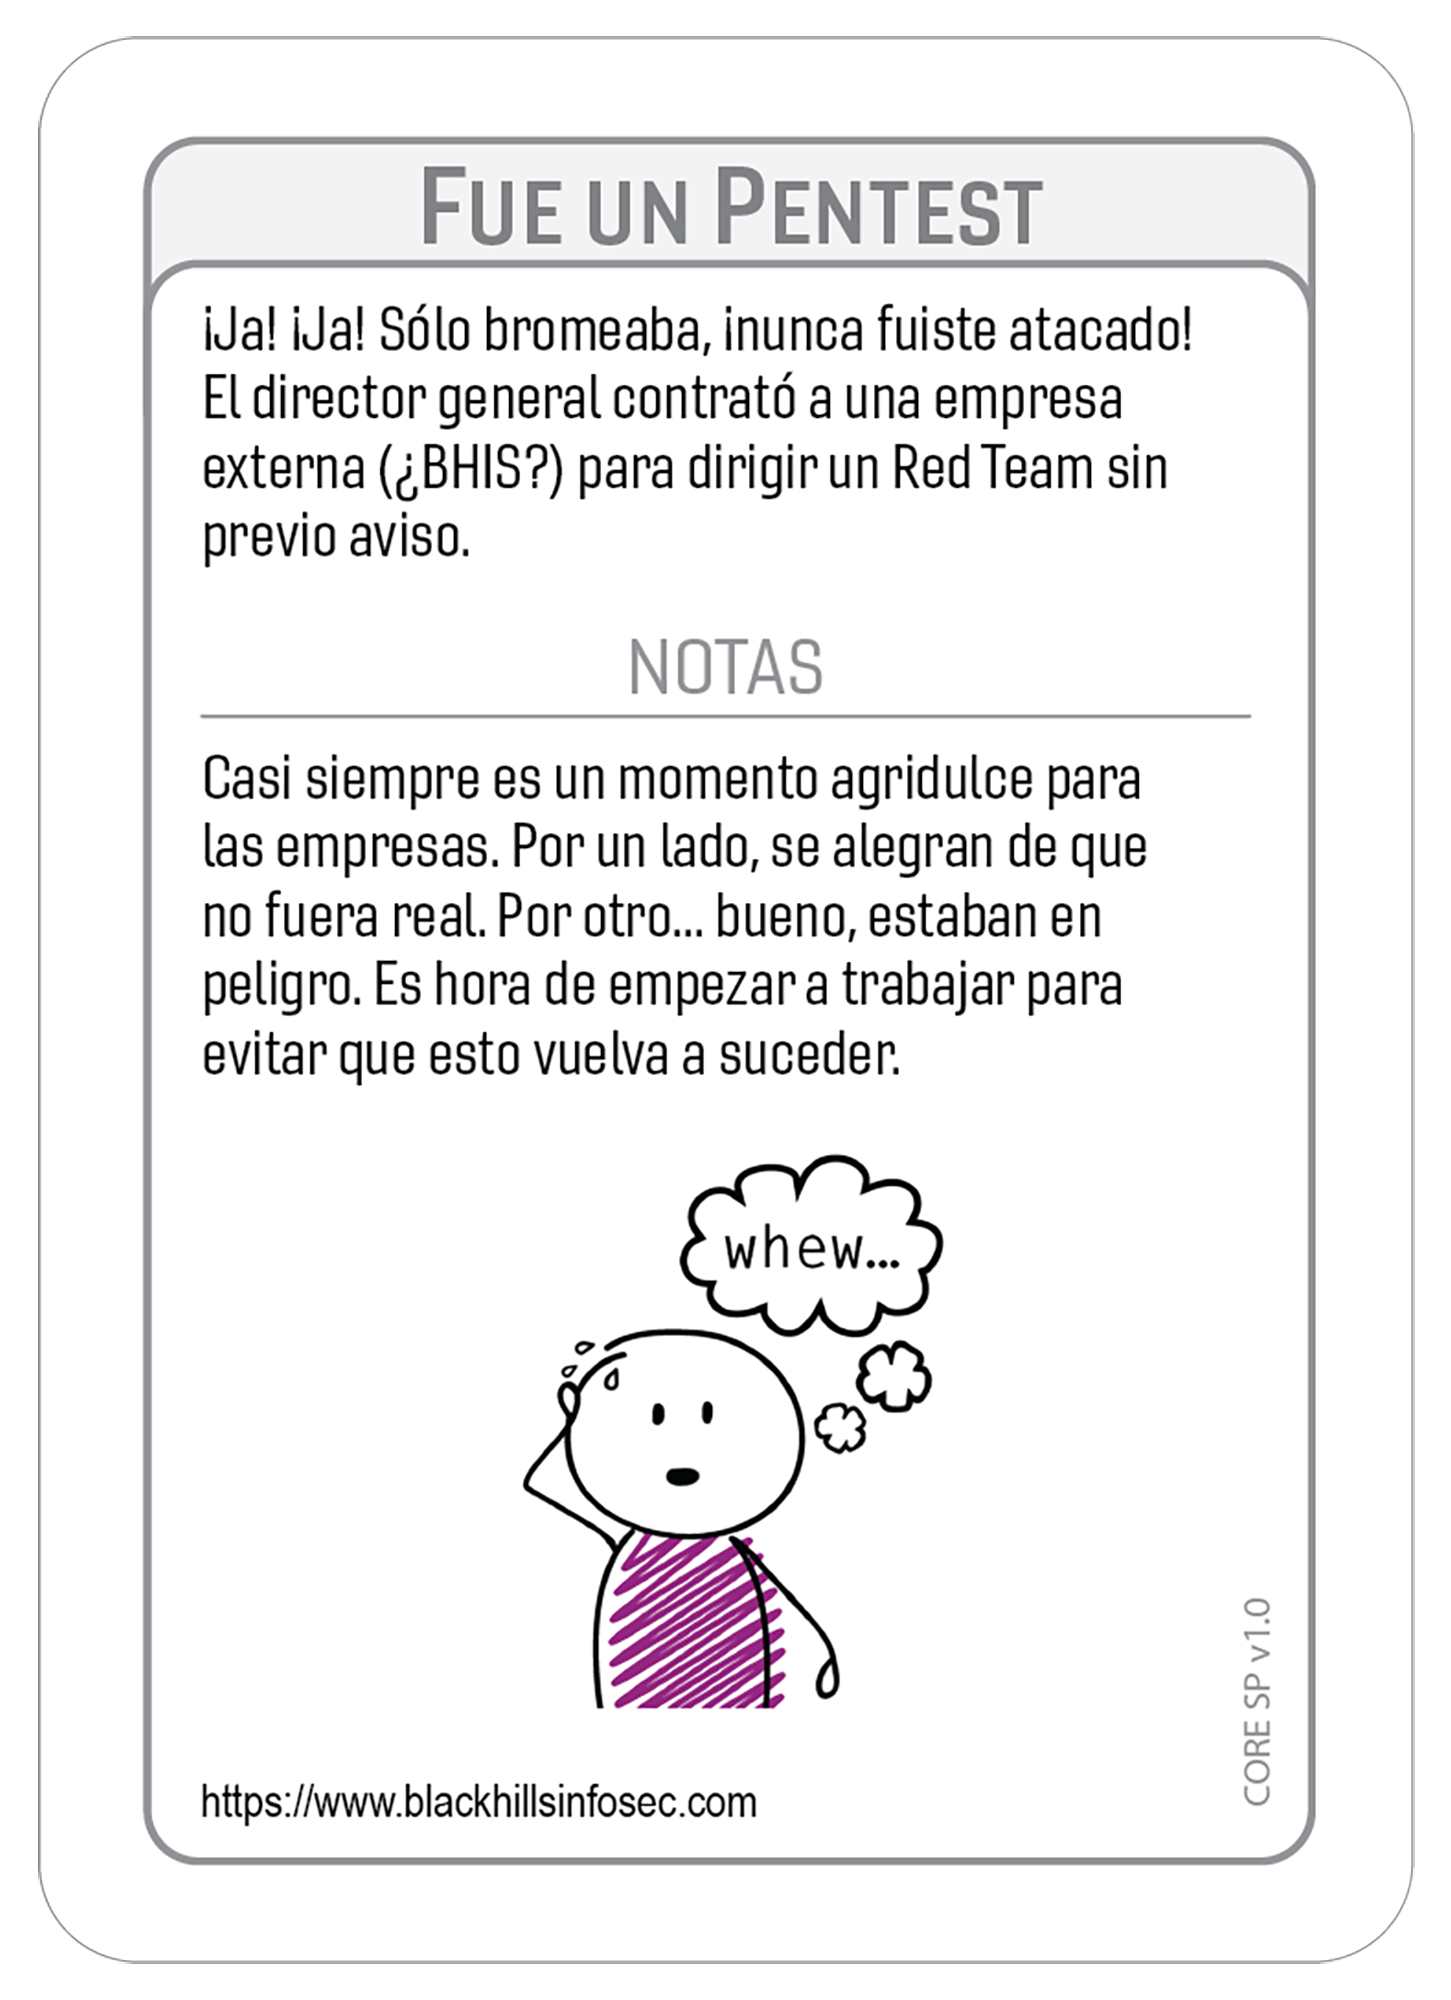 Fue un Pentest
¡Ja! ¡Ja! Sólo bromeaba, ¡nunca fuiste atacado!
El director general contrató a una empresa
externa (¿BHIS?) para dirigir un Red Team sin
previo aviso.
NOTAS
Casi siempre es un momento agridulce para
las empresas. Por un lado, se alegran de que
no fuera real. Por otro... bueno, estaban en
peligro. Es hora de empezar a trabajar para
evitar que esto vuelva a suceder.
whew...
CORE SP v1.0
https://www.blackhillsinfosec.com